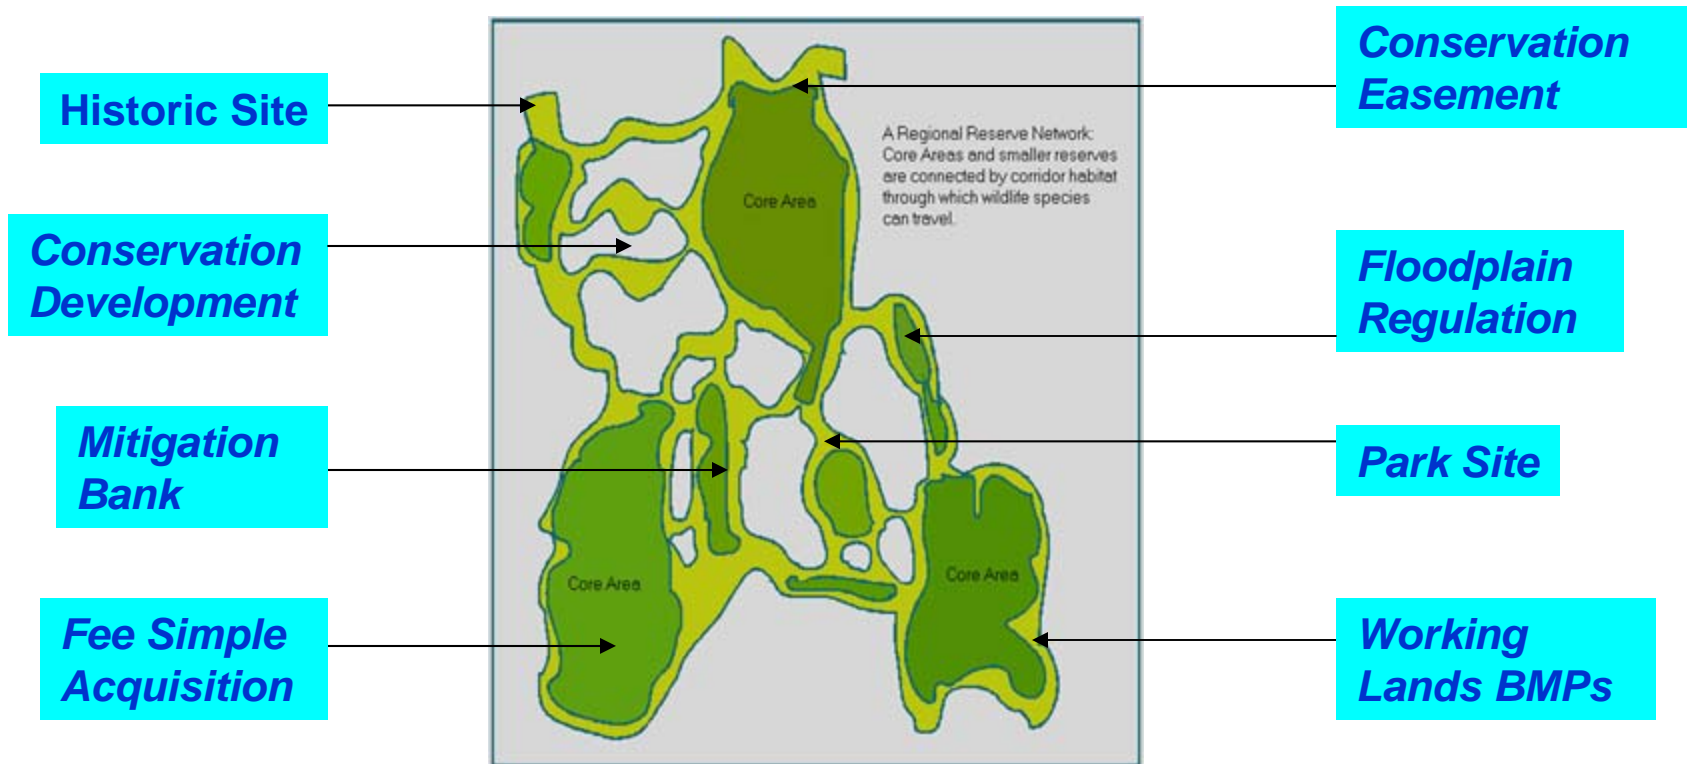 Historic Site
Conservation
Development
Mitigation
Bank
Fee Simple
Acquisition
A Regional Reserve Network:
Core Areas and smaller reserves
are connected by corridor habitat
through which wildlife species
can travel.
Core Area
Core Area
Core Area
Conservation
Easement
Floodplain
Regulation
Park Site
Working
Lands BMPs